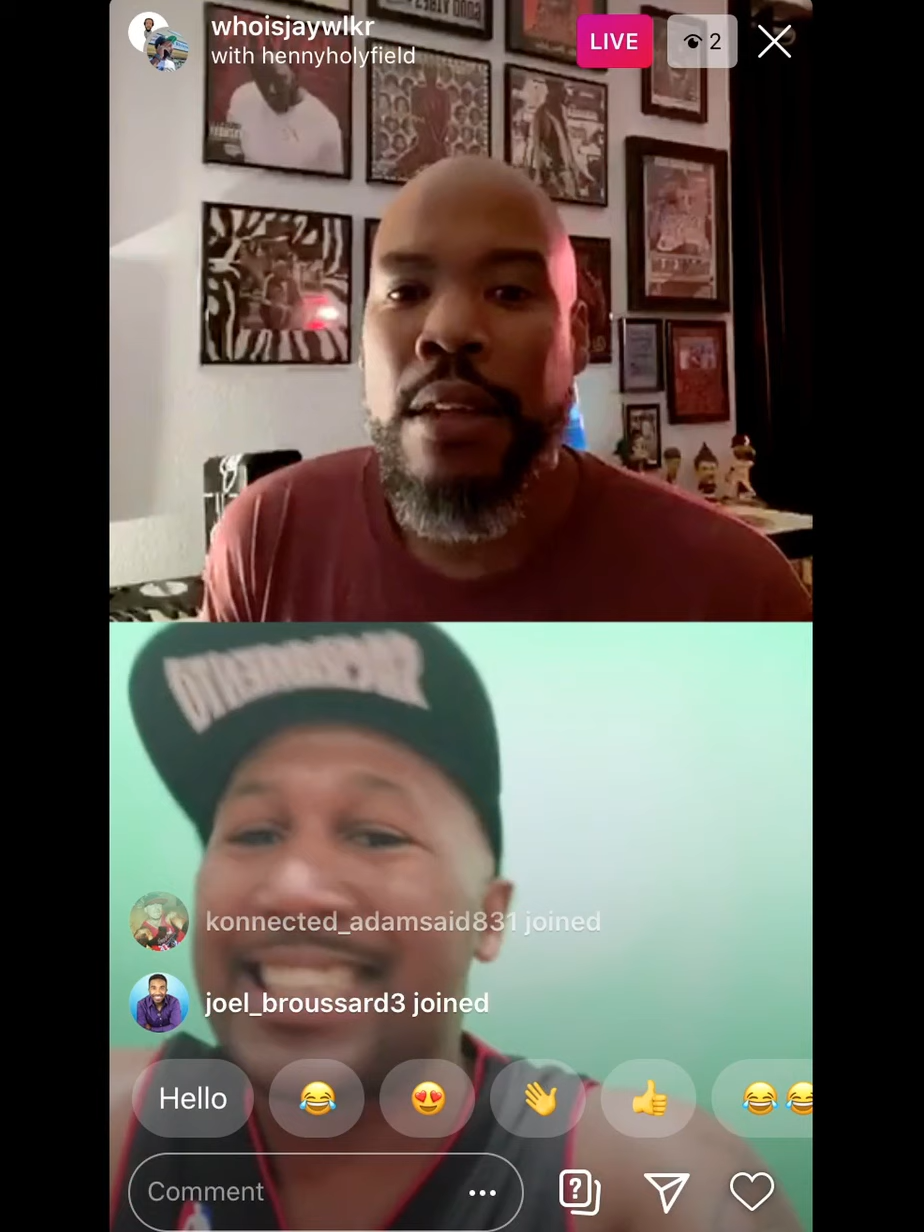 whoisjaywlkr
with hennyholyfield
LIVE
2
konnected_adamsaid831 joined
joel_broussard3 joined
Hello
Comment